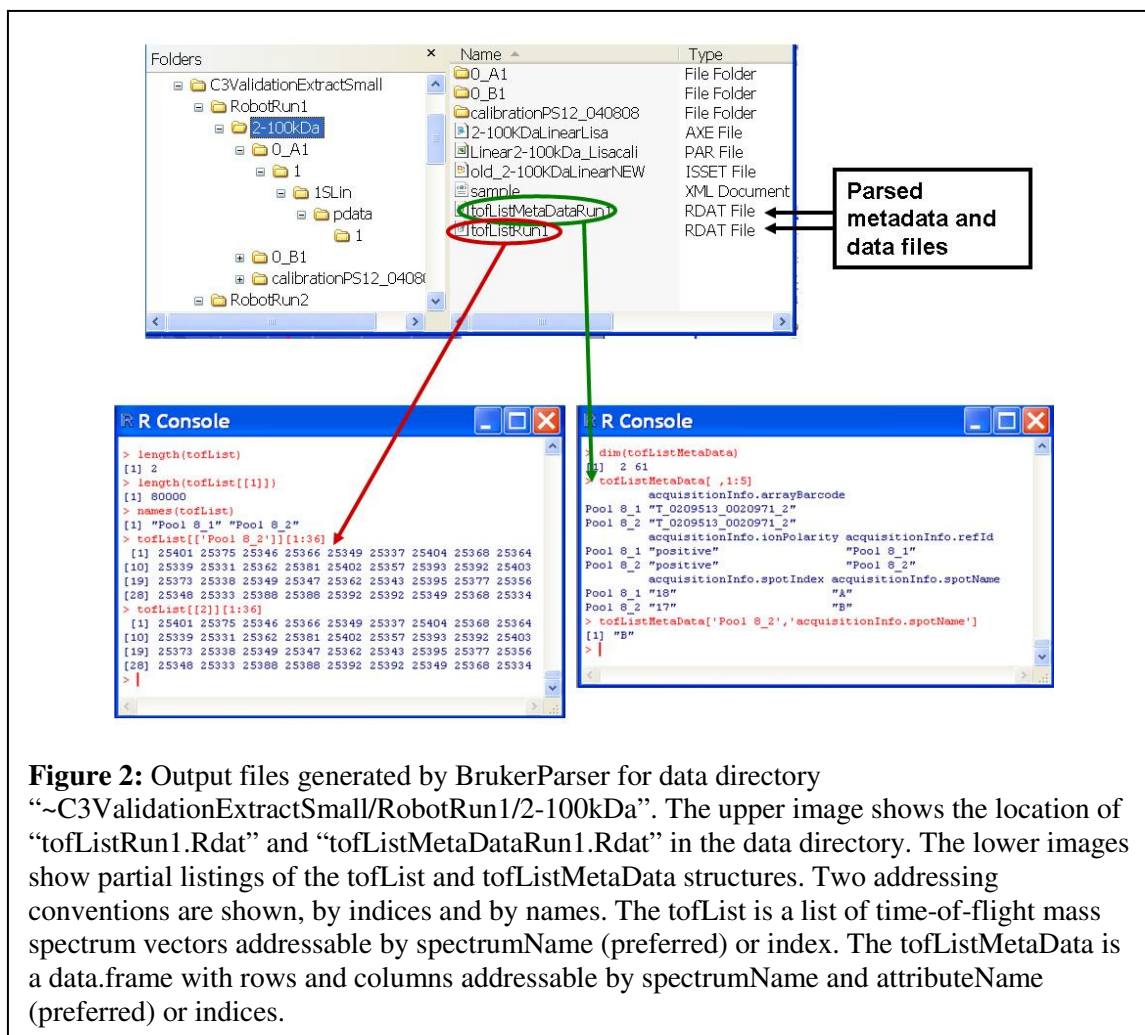 Folders ×
C3ValidationExtractSmall
RobotRun1
2-100kDa
0_A1
1
1SLin
pdata
1
0_B1
calibrationPS12_0408
RobotRun2
Name Type
0_A1 File Folder
0_B1 File Folder
calibrationPS12_040808 File Folder
2-100kDaLinearLisa AXE File
Linear2-100kDa_Lisacali PAR File
old_2-100KDaLinearNEW ISSET File
sample XML Document
tofListMetaDataRun1 RDAT File
tofListRun1 RDAT File
Parsed
metadata and
data files
R R Console
> length(tofList)
[1] 2
> length(tofList[[1]])
[1] 80000
> names(tofList)
[1] "Pool 8_1" "Pool 8_2"
> tofList[['Pool 8_2']][1:36]
[1] 25401 25375 25346 25366 25349 25337 25404 25368 25364
[10] 25339 25331 25362 25381 25402 25357 25393 25392 25403
[19] 25373 25338 25349 25347 25362 25343 25395 25377 25356
[28] 25348 25333 25388 25388 25392 25392 25349 25368 25334
> tofList[[2]][1:36]
[1] 25401 25375 25346 25366 25349 25337 25404 25368 25364
[10] 25339 25331 25362 25381 25402 25357 25393 25392 25403
[19] 25373 25338 25349 25347 25362 25343 25395 25377 25356
[28] 25348 25333 25388 25388 25392 25392 25349 25368 25334
>
R R Console
> dim(tofListMetaData)
[1] 2 61
> tofListMetaData[ ,1:5]
acquisitionInfo.arrayBarcode
Pool 8_1 "T_0209513_0020971_2"
Pool 8_2 "T_0209513_0020971_2"
acquisitionInfo.ionPolarity acquisitionInfo.refId
Pool 8_1 "positive" "Pool 8_1"
Pool 8_2 "positive" "Pool 8_2"
acquisitionInfo.spotIndex acquisitionInfo.spotName
Pool 8_1 "18" "A"
Pool 8_2 "17" "B"
> tofListMetaData['Pool 8_2','acquisitionInfo.spotName']
[1] "B"
>
Figure 2: Output files generated by BrukerParser for data directory
“~C3ValidationExtractSmall/RobotRun1/2-100kDa”. The upper image shows the location of
“tofListRun1.Rdat” and “tofListMetaDataRun1.Rdat” in the data directory. The lower images
show partial listings of the tofList and tofListMetaData structures. Two addressing
conventions are shown, by indices and by names. The tofList is a list of time-of-flight mass
spectrum vectors addressable by spectrumName (preferred) or index. The tofListMetaData is
a data.frame with rows and columns addressable by spectrumName and attributeName
(preferred) or indices.